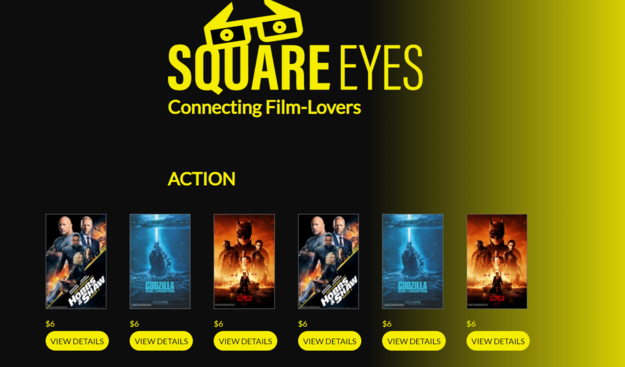 SQUARE EYES
Connecting Film-Lovers
ACTION
HOBBS & SHAW
GODZILLA
HOBBS & SHAW
GODZILLA
$6 $6 $6 $6 $6 $6
VIEW DETAILS VIEW DETAILS VIEW DETAILS VIEW DETAILS VIEW DETAILS VIEW DETAILS